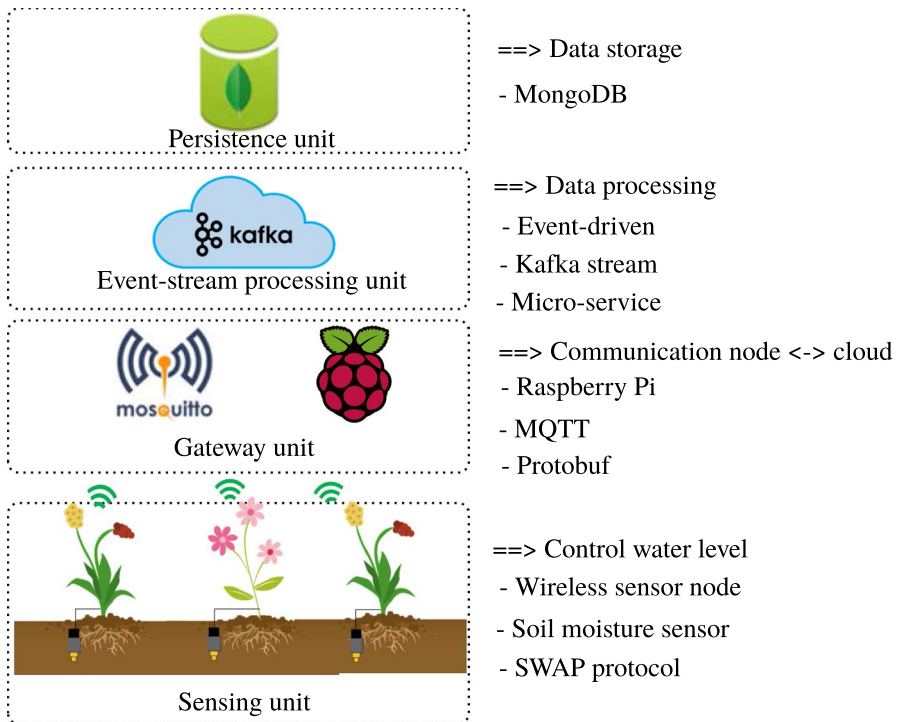 Persistence unit
==> Data storage
- MongoDB
kafka
Event-stream processing unit
==> Data processing
- Event-driven
- Kafka stream
- Micro-service
mosquitto
Gateway unit
==> Communication node <-> cloud
- Raspberry Pi
- MQTT
- Protobuf
Sensing unit
==> Control water level
- Wireless sensor node
- Soil moisture sensor
- SWAP protocol